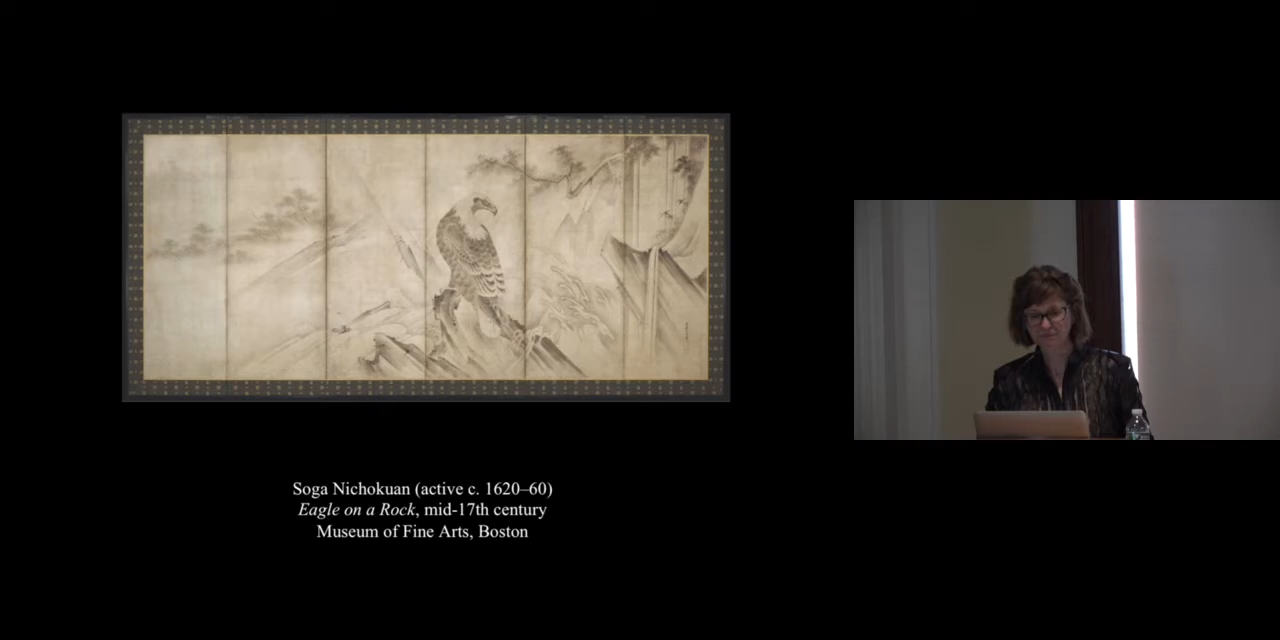 Soga Nichokuan (active c. 1620–60)
Eagle on a Rock, mid-17th century
Museum of Fine Arts, Boston